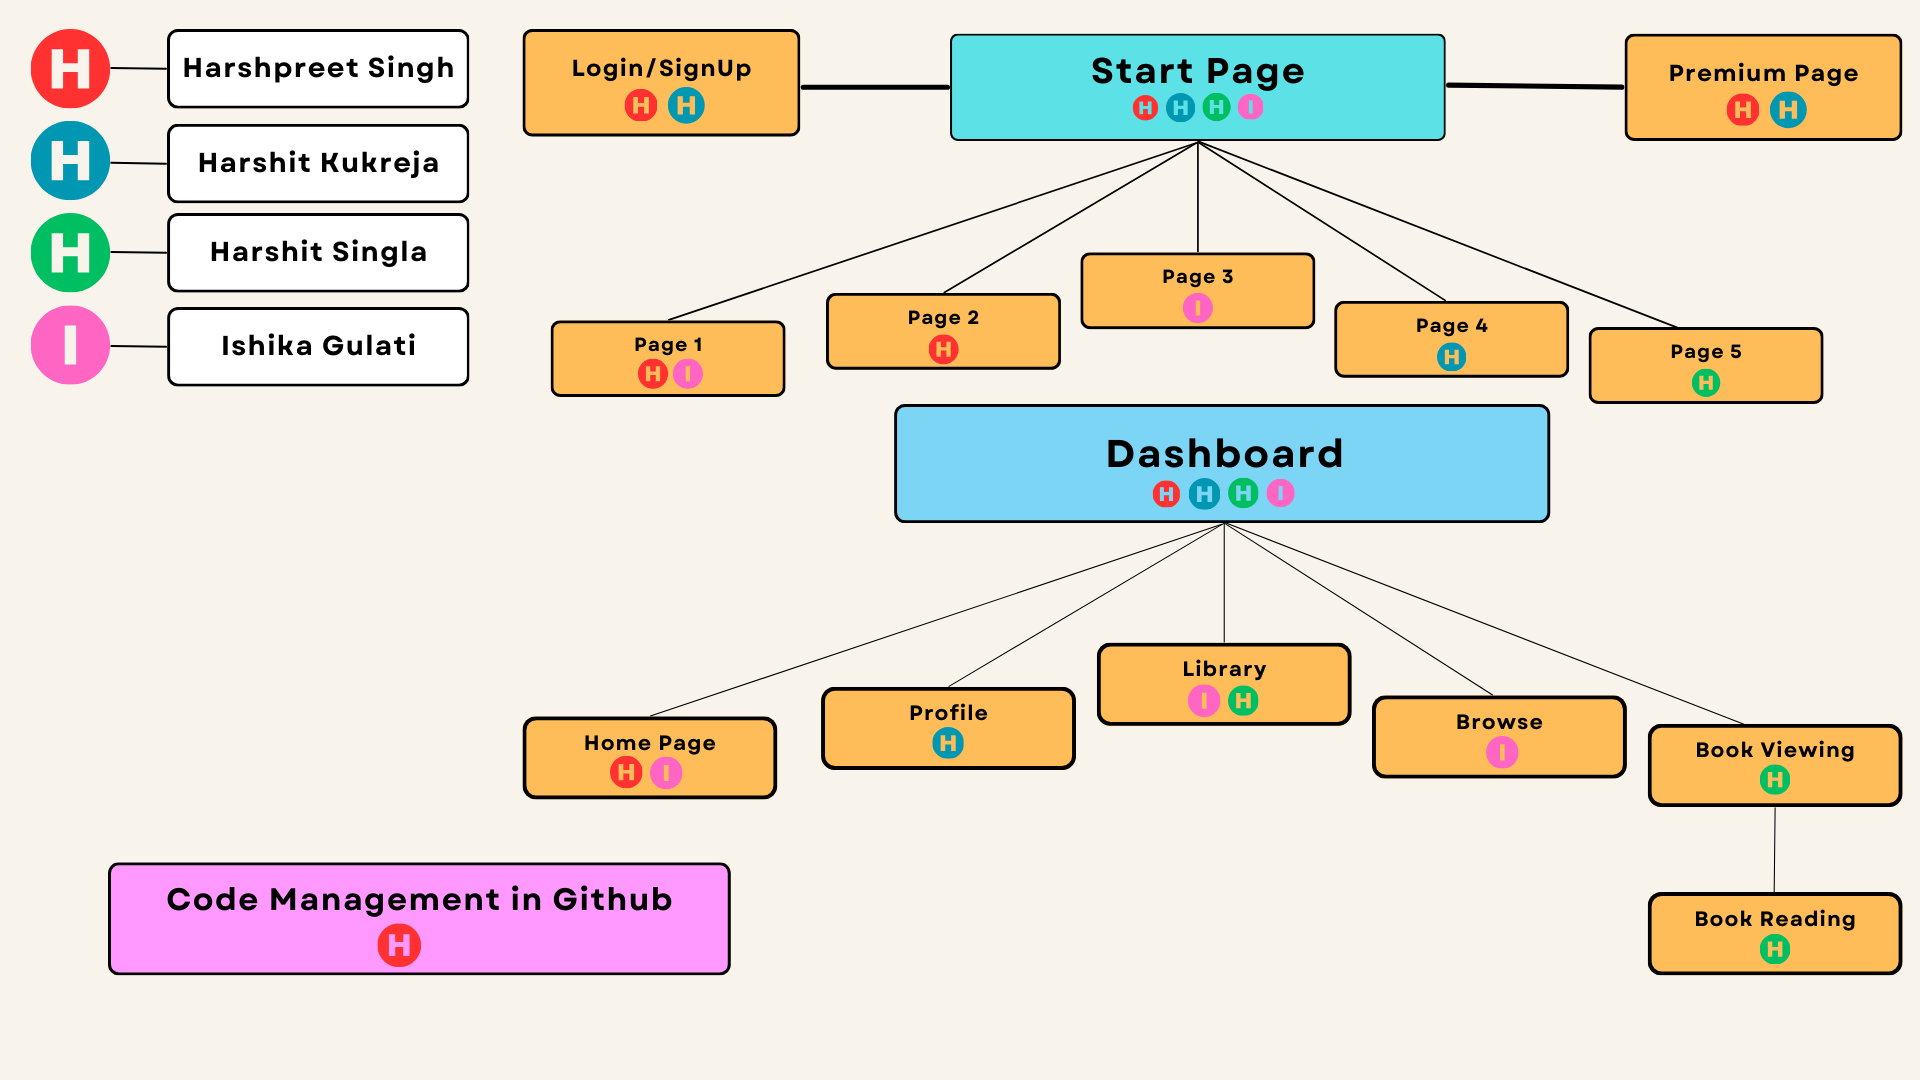 H Harshpreet Singh
H Harshit Kukreja
H Harshit Singla
I Ishika Gulati
Login/SignUp
H H
Start Page
H H H I
Premium Page
H H
Page 1
H I
Page 2
H
Page 3
I
Page 4
H
Page 5
H
Dashboard
H H H I
Home Page
H I
Profile
H
Library
I H
Browse
I
Book Viewing
H
Book Reading
H
Code Management in Github
H